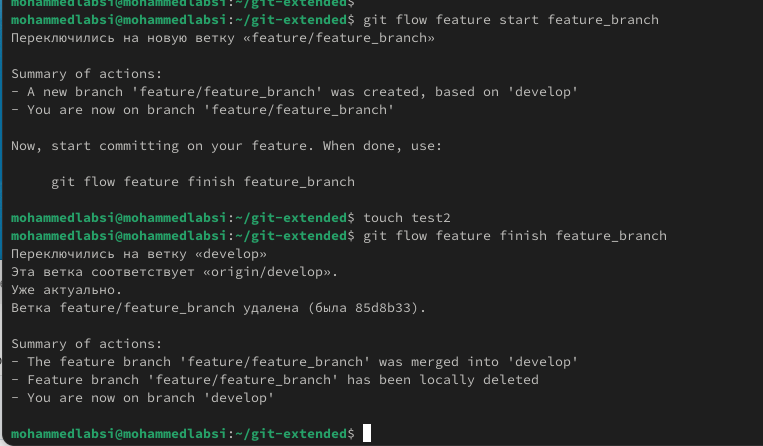 mohammedlabsi@mohammedlabsi:~/git-extended$
mohammedlabsi@mohammedlabsi:~/git-extended$ git flow feature start feature_branch
Переключились на новую ветку «feature/feature_branch»
Summary of actions:
- A new branch 'feature/feature_branch' was created, based on 'develop'
- You are now on branch 'feature/feature_branch'
Now, start committing on your feature. When done, use:
git flow feature finish feature_branch
mohammedlabsi@mohammedlabsi:~/git-extended$ touch test2
mohammedlabsi@mohammedlabsi:~/git-extended$ git flow feature finish feature_branch
Переключились на ветку «develop»
Эта ветка соответствует «origin/develop».
Уже актуально.
Ветка feature/feature_branch удалена (была 85d8b33).
Summary of actions:
- The feature branch 'feature/feature_branch' was merged into 'develop'
- Feature branch 'feature/feature_branch' has been locally deleted
- You are now on branch 'develop'
mohammedlabsi@mohammedlabsi:~/git-extended$